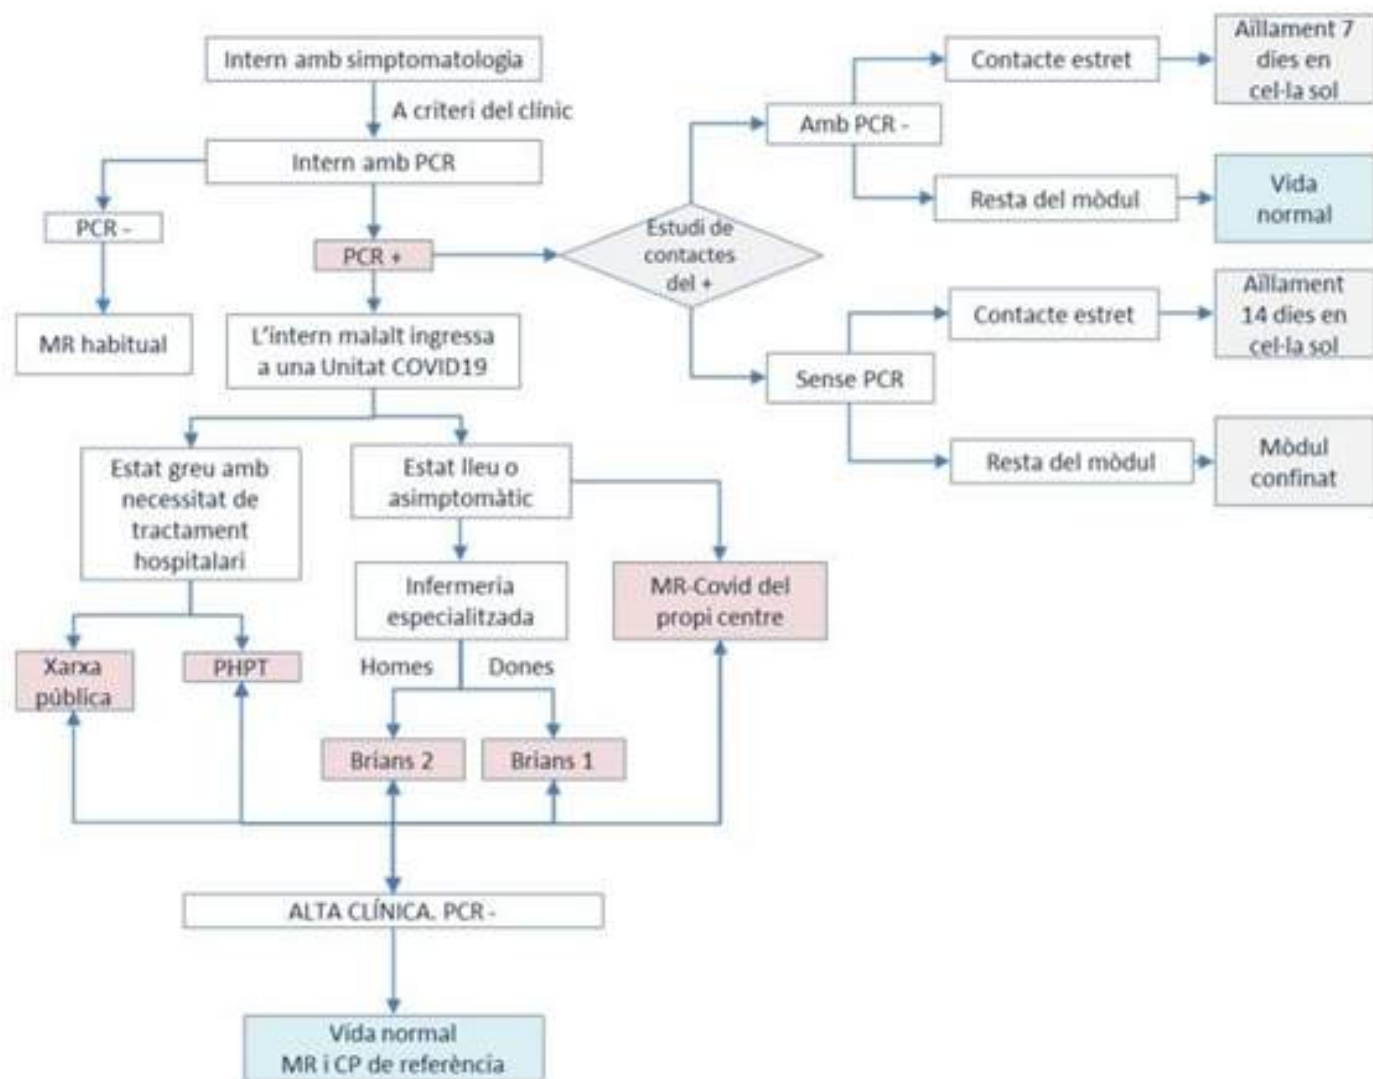 Intern amb simptomatologia
A criteri del clínic
Intern amb PCR
PCR -
MR habitual
PCR +
L'intern malalt ingressa
a una Unitat COVID19
Estat greu amb
necessitat de
tractament
hospitalari
Estat lleu o
asimptomàtic
Xarxa
pública
PHPT
Infermeria
especialitzada
Homes
Dones
Brians 2
Brians 1
MR-Covid del
propi centre
ALTA CLÍNICA. PCR -
Vida normal
MR i CP de referència
Estudi de
contactes
del +
Amb PCR -
Contacte estret
Aïllament 7
dies en
cel·la sol
Resta del mòdul
Vida
normal
Sense PCR
Contacte estret
Aïllament
14 dies en
cel·la sol
Resta del mòdul
Mòdul
confinat